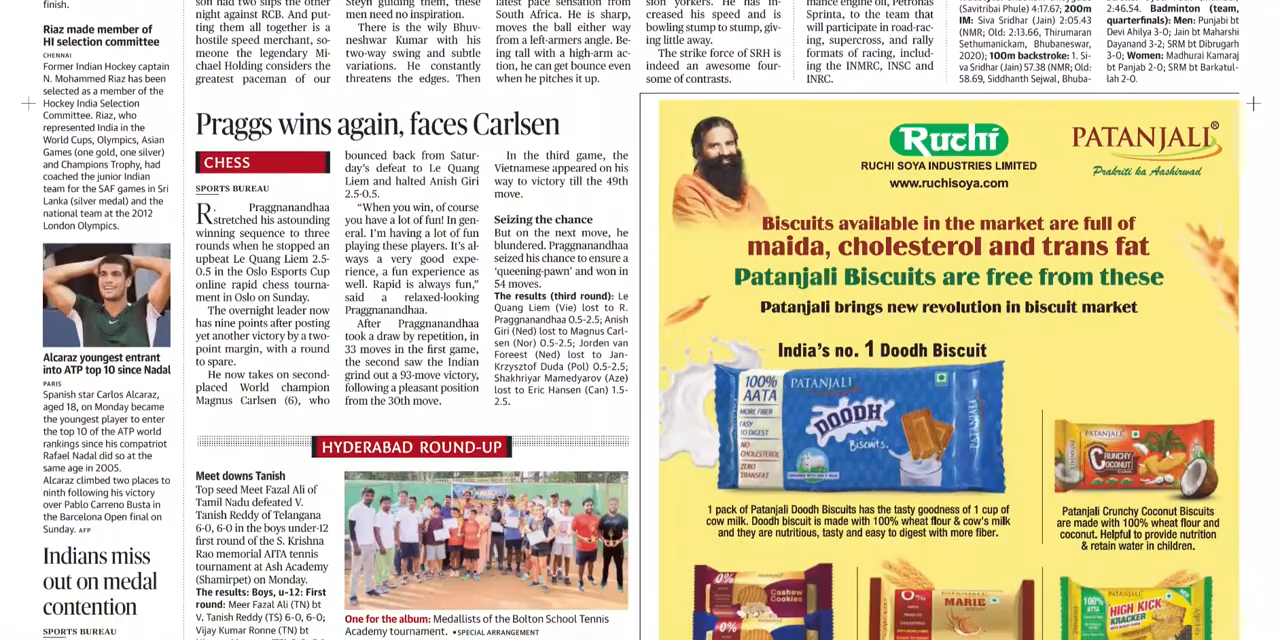 finish.
Riaz made member of
HI selection committee
CHENNAI
Former Indian Hockey captain
N. Mohammed Riaz has been
selected as a member of the
Hockey India Selection
Committee. Riaz, who
represented India in the
World Cups, Olympics, Asian
Games (one gold, one silver)
and Champions Trophy, had
coached the junior Indian
team for the SAF games in Sri
Lanka (silver medal) and the
national team at the 2012
London Olympics.
Alcaraz youngest entrant
into ATP top 10 since Nadal
PARIS
Spanish star Carlos Alcaraz,
aged 18, on Monday became
the youngest player to enter
the top 10 of the ATP world
rankings since his compatriot
Rafael Nadal did so at the
same age in 2005.
Alcaraz climbed two places to
ninth following his victory
over Pablo Carreno Busta in
the Barcelona Open final on
Sunday. AFP
Indians miss
out on medal
contention
SPORTS BUREAU
son had two slips the other
night against RCB. And put-
ting them all together is a
hostile speed merchant, so-
meone the legendary Mi-
chael Holding considers the
greatest paceman of our
Steyn guiding them, these
men need no inspiration.
There is the wily Bhuv-
neshwar Kumar with his
two-way swing and subtle
variations. He constantly
threatens the edges. Then
latest pace sensation from
South Africa. He is sharp,
moves the ball either way
from a left-armers angle. Be-
ing tall with a high-arm ac-
tion, he can get bounce even
when he pitches it up.
sion yorkers. He has in-
creased his speed and is
bowling stump to stump, giv-
ing little away.
The strike force of SRH is
indeed an awesome four-
some of contrasts.
mance engine oil, Petronas
Sprinta, to the team that
will participate in road-rac-
ing, supercross, and rally
formats of racing, includ-
ing the INMRC, INSC and
INRC.
(Savitribai Phule) 4:17.67; 200m
IM: Siva Sridhar (Jain) 2:05.43
(NMR; Old: 2:13.66, Thirumaran
Sethumanickam, Bhubaneswar,
2020); 100m backstroke: 1. Si-
va Sridhar (Jain) 57.38 (NMR; Old:
58.69, Siddhanth Sejwal, Bhuba-
2:46.54. Badminton (team,
quarterfinals): Men: Punjabi bt
Devi Ahilya 3-0; Jain bt Maharshi
Dayanand 3-2; SRM bt Dibrugarh
3-0; Women: Madhurai Kamaraj
bt Panjab 2-0; SRM bt Barkatul-
lah 2-0.
Praggs wins again, faces Carlsen
CHESS
SPORTS BUREAU
R. Praggnanandhaa
stretched his astounding
winning sequence to three
rounds when he stopped an
upbeat Le Quang Liem 2.5-
0.5 in the Oslo Esports Cup
online rapid chess tourna-
ment in Oslo on Sunday.
The overnight leader now
has nine points after posting
yet another victory by a two-
point margin, with a round
to spare.
He now takes on second-
placed World champion
Magnus Carlsen (6), who
bounced back from Satur-
day's defeat to Le Quang
Liem and halted Anish Giri
2.5-0.5.
“When you win, of course
you have a lot of fun! In gen-
eral. I'm having a lot of fun
playing these players. It's al-
ways a very good expe-
rience, a fun experience as
well. Rapid is always fun,”
said a relaxed-looking
Praggnanandhaa.
After Praggnanandhaa
took a draw by repetition, in
33 moves in the first game,
the second saw the Indian
grind out a 93-move victory,
following a pleasant position
from the 30th move.
In the third game, the
Vietnamese appeared on his
way to victory till the 49th
move.
Seizing the chance
But on the next move, he
blundered. Praggnanandhaa
seized his chance to ensure a
‘queening-pawn’ and won in
54 moves.
The results (third round): Le
Quang Liem (Vie) lost to R.
Praggnanandhaa 0.5-2.5; Anish
Giri (Ned) lost to Magnus Carl-
sen (Nor) 0.5-2.5; Jorden van
Foreest (Ned) lost to Jan-
Krzysztof Duda (Pol) 0.5-2.5;
Shakhriyar Mamedyarov (Aze)
lost to Eric Hansen (Can) 1.5-
2.5.
HYDERABAD ROUND-UP
Meet downs Tanish
Top seed Meet Fazal Ali of
Tamil Nadu defeated V.
Tanish Reddy of Telangana
6-0, 6-0 in the boys under-12
first round of the S. Krishna
Rao memorial AITA tennis
tournament at Ash Academy
(Shamirpet) on Monday.
The results: Boys, u-12: First
round: Meer Fazal Ali (TN) bt
V. Tanish Reddy (TS) 6-0, 6-0;
Vijay Kumar Ronne (TN) bt
One for the album: Medallists of the Bolton School Tennis
Academy tournament. •SPECIAL ARRANGEMENT
Ruchi
RUCHI SOYA INDUSTRIES LIMITED
www.ruchisoya.com
PATANJALI®
Prakriti ka Aashirwad
Biscuits available in the market are full of
maida, cholesterol and trans fat
Patanjali Biscuits are free from these
Patanjali brings new revolution in biscuit market
India's no. 1 Doodh Biscuit
100%
AATA
MORE FIBER
EASY
TO DIGEST
NO
CHOLESTEROL
ZERO
TRANSFAT
PATANJALI
DOODH
Biscuits
PATANJALI
1 pack of Patanjali Doodh Biscuits has the tasty goodness of 1 cup of
cow milk. Doodh biscuit is made with 100% wheat flour & cow's milk
and they are nutritious, tasty and easy to digest with more fiber.
PATANJALI
CRUNCHY
COCONUT
Patanjali Crunchy Coconut Biscuits
are made with 100% wheat flour and
coconut. Helpful to provide nutrition
& retain water in children.
0%
PATANJALI
Cashew
Cookies
0%
0%
PATANJALI
MARIE
100%
ATTA
PATANJALI
HIGH KICK
KRACKER